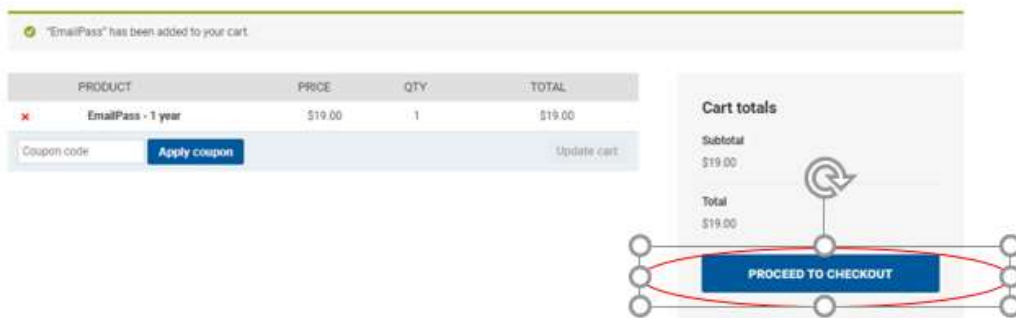 "EmailPass" has been added to your cart.
PRODUCT PRICE QTY TOTAL
× EmailPass - 1 year $19.00 1 $19.00
Coupon code Apply coupon Update cart
Cart totals
Subtotal
$19.00
Total
$19.00
PROCEED TO CHECKOUT